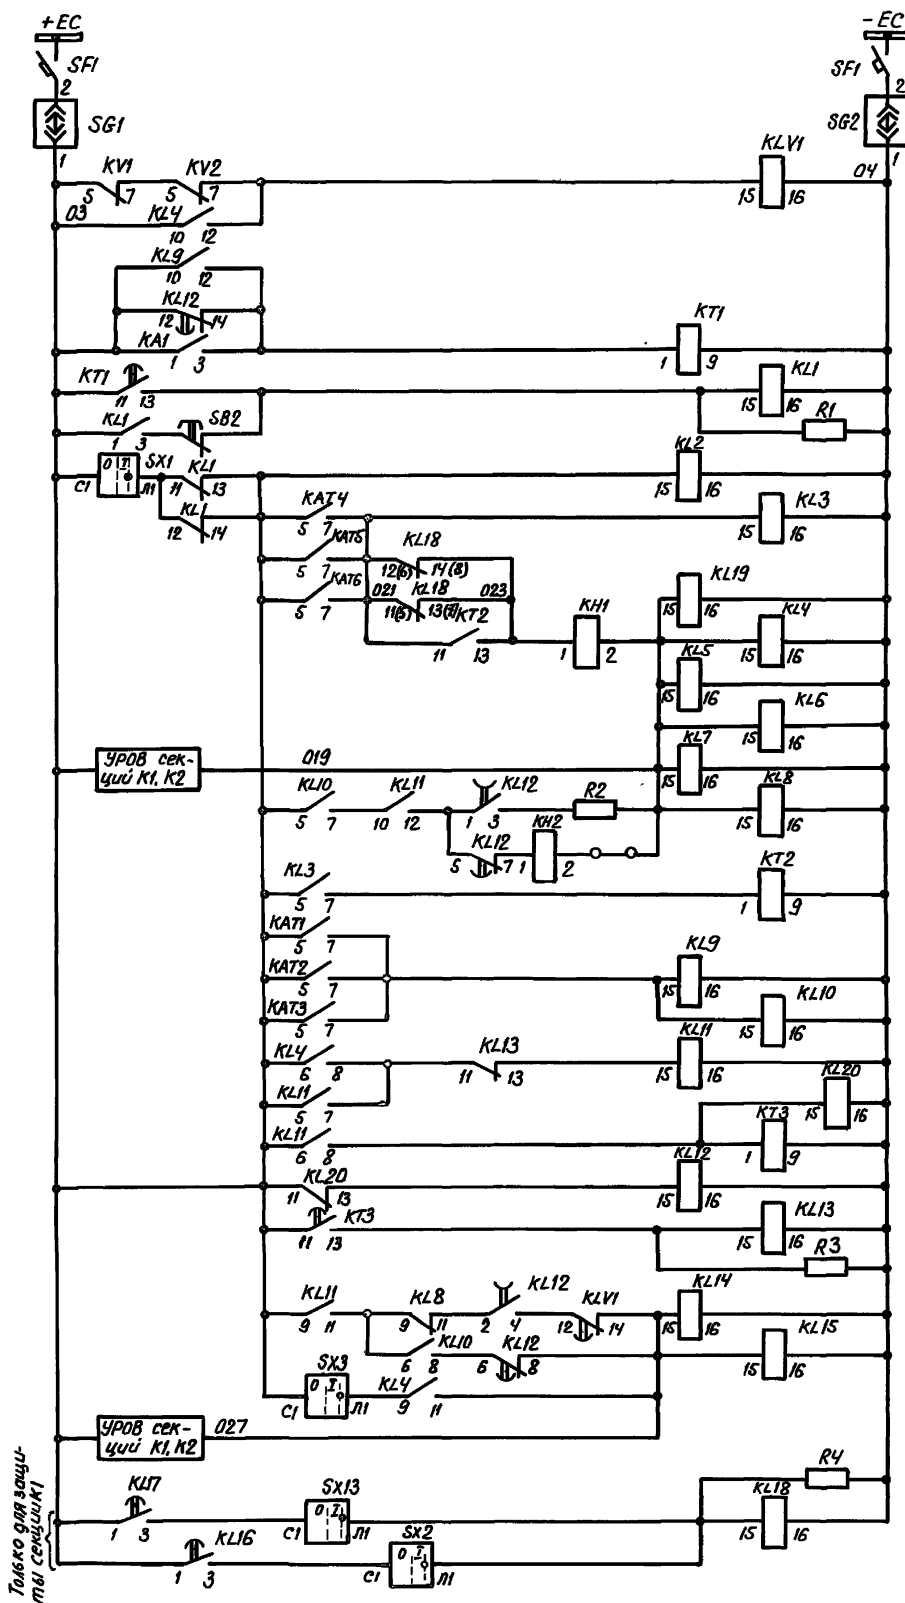 +ЕС
-ЕС
SF1
SF1
2
2
SG1
SG2
1
1
KV1
KV2
KLV1
04
5 7
5 7
15 16
03
KL4
10 12
KL9
10 12
KL12
12 14
KT1
KA1
1 3
1 9
KT1
11 13
KL1
15 16
R1
KL1
1 3
SB2
KL2
SX1
0 I
С1 Л1
KL1
11 13
15 16
KL1
12 14
KAT4
5 7
KL3
15 16
KAT5
5 7
KL18
12(6) 14(8)
KL19
15 16
KAT6
5 7
021
KL18
023
11(5) 13(7)
KT2
11 13
KH1
1 2
KL4
15 16
KL5
15 16
KL6
15 16
УРОВ сек-
ций К1, К2
019
KL7
15 16
KL8
15 16
KL10
5 7
KL11
10 12
KL12
1 3
R2
KL12
5 7
KH2
1 2
KL3
5 7
KT2
1 9
KAT1
5 7
KAT2
5 7
KL9
15 16
KAT3
5 7
KL10
15 16
KL4
6 8
KL13
11 13
KL11
15 16
KL11
5 7
KL20
15 16
KL11
6 8
KT3
1 9
KL20
11 13
KL12
15 16
KT3
11 13
KL13
15 16
R3
KL11
9 11
KL8
9 11
KL12
2 4
KLV1
12 14
KL14
15 16
KL10
6 8
KL12
6 8
KL15
15 16
SX3
0 I
С1 Л1
KL4
9 11
УРОВ сек-
ций К1, К2
027
R4
Только для защи-
ты секции К1
KL17
1 3
SX13
0 I
С1 Л1
KL18
15 16
KL16
1 3
SX2
0 I
С1 Л1